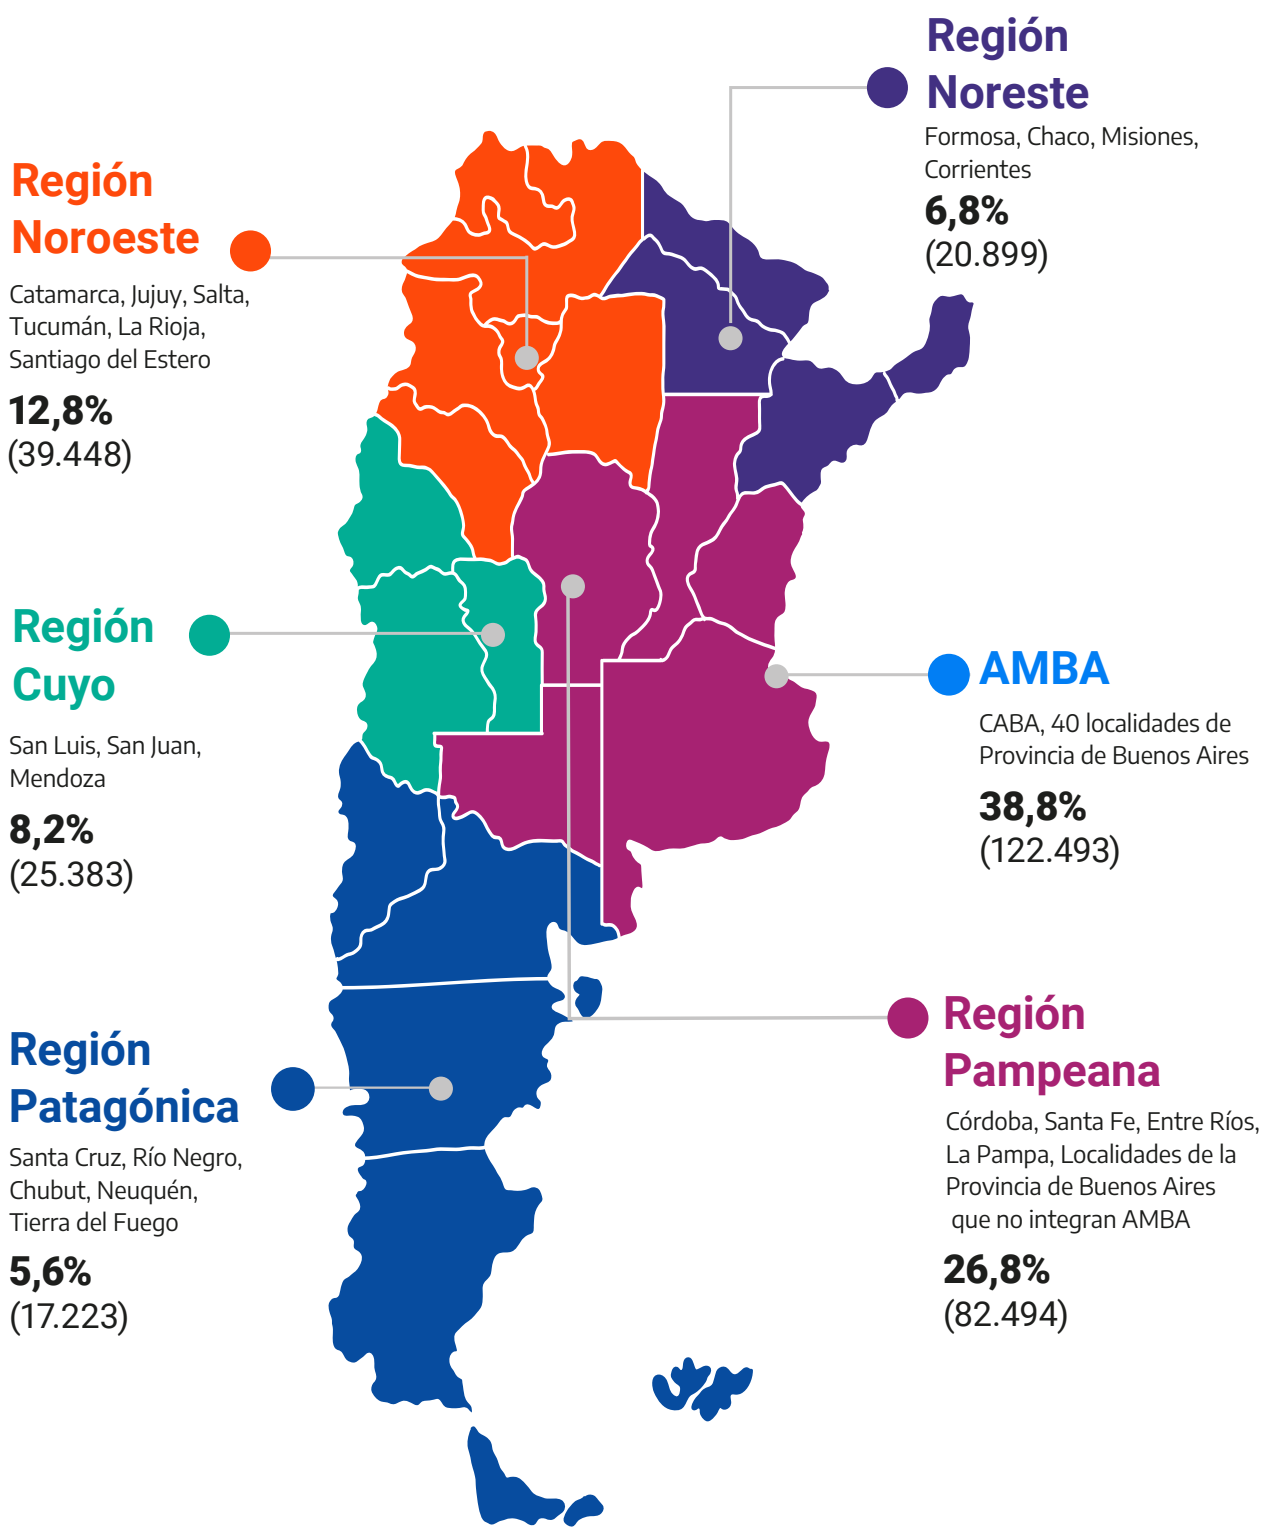 Región
Noreste
Formosa, Chaco, Misiones,
Corrientes
6,8%
(20.899)
Región
Noroeste
Catamarca, Jujuy, Salta,
Tucumán, La Rioja,
Santiago del Estero
12,8%
(39.448)
Región
Cuyo
San Luis, San Juan,
Mendoza
8,2%
(25.383)
AMBA
CABA, 40 localidades de
Provincia de Buenos Aires
38,8%
(122.493)
Región
Patagónica
Santa Cruz, Río Negro,
Chubut, Neuquén,
Tierra del Fuego
5,6%
(17.223)
Región
Pampeana
Córdoba, Santa Fe, Entre Ríos,
La Pampa, Localidades de la
Provincia de Buenos Aires
que no integran AMBA
26,8%
(82.494)